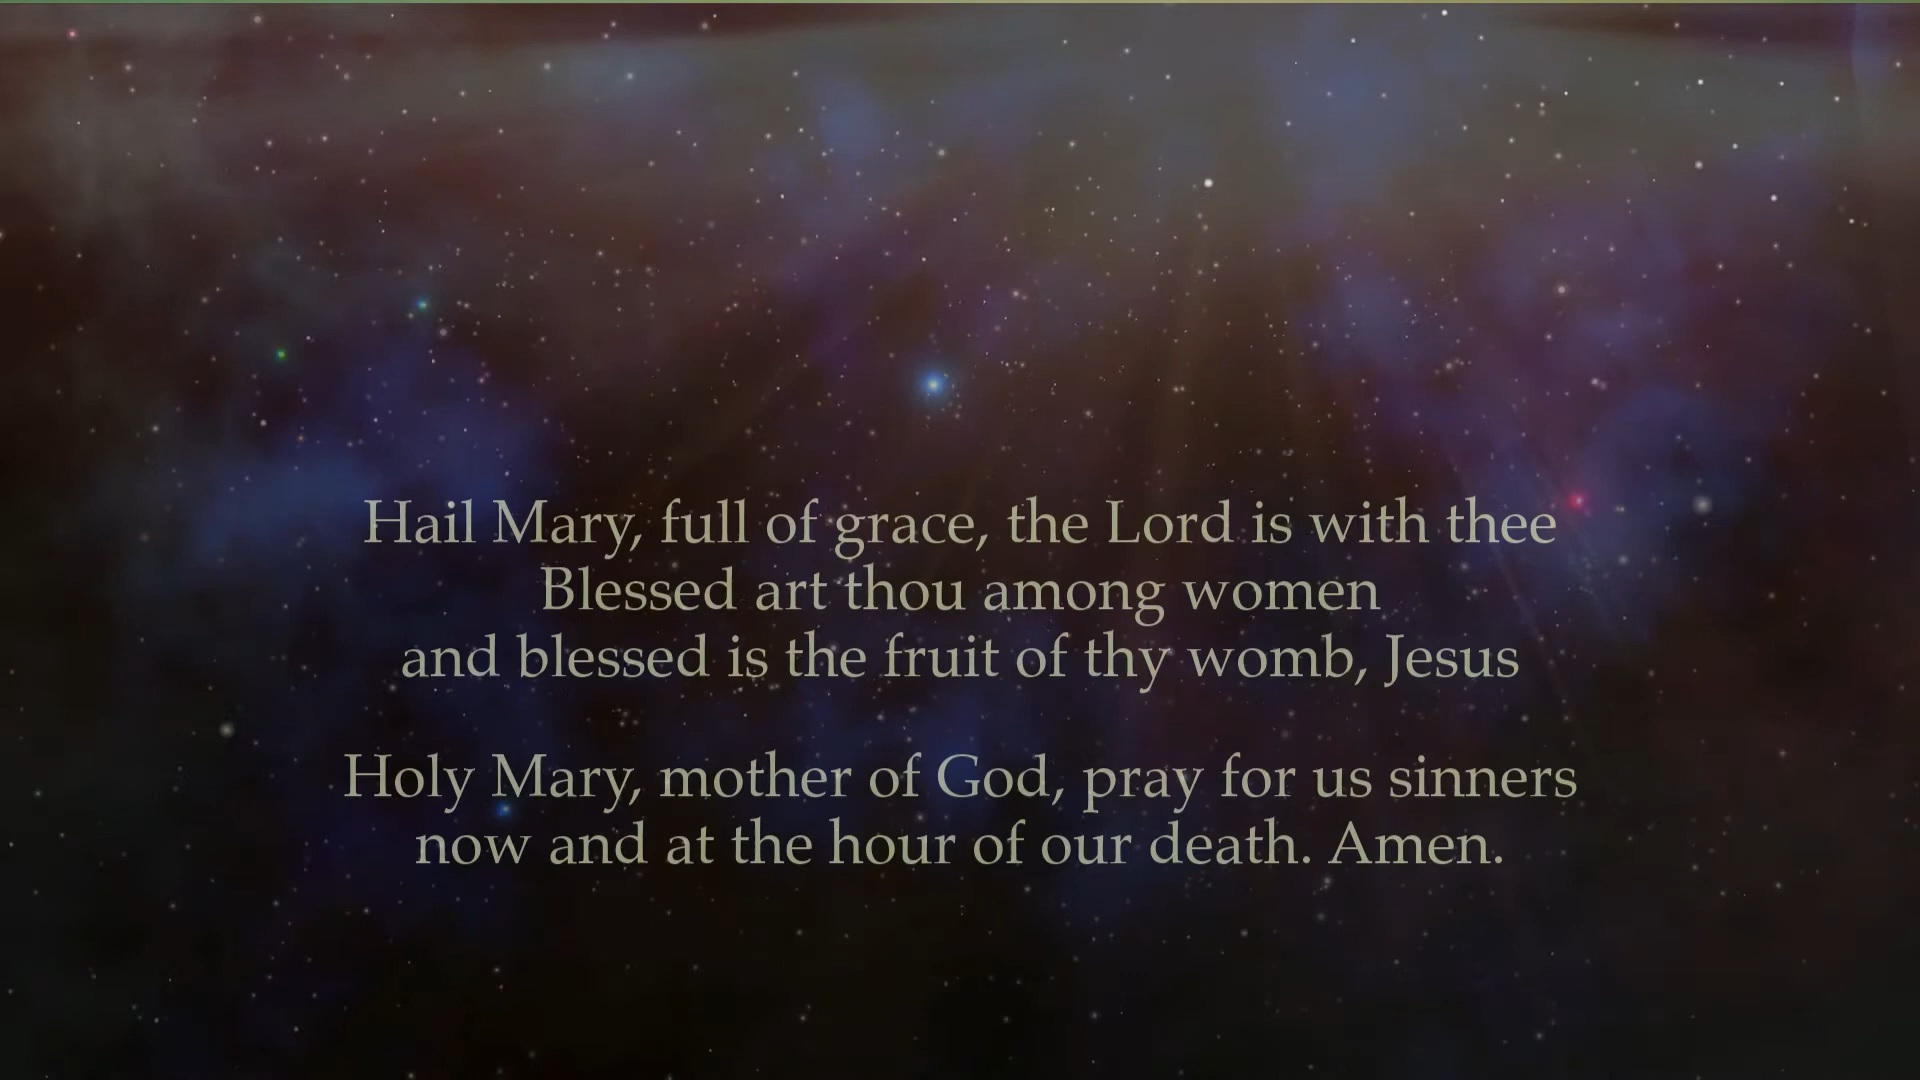 Hail Mary, full of grace, the Lord is with thee
Blessed art thou among women
and blessed is the fruit of thy womb, Jesus
Holy Mary, mother of God, pray for us sinners
now and at the hour of our death. Amen.